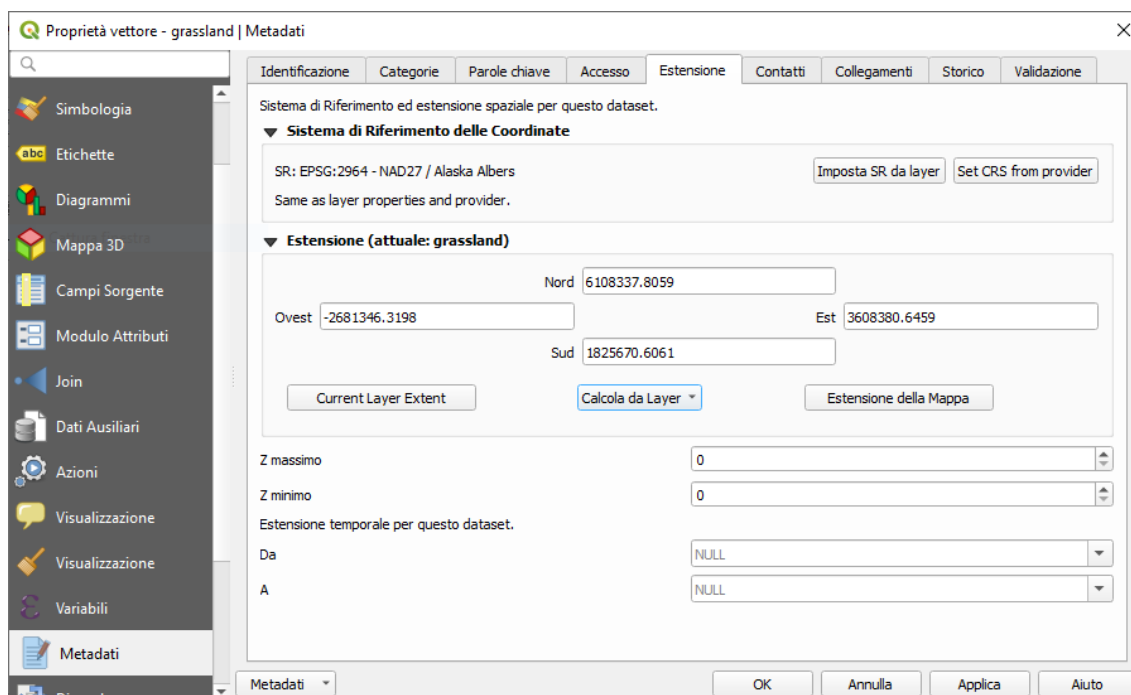 Proprietà vettore - grassland | Metadati
Identificazione Categorie Parole chiave Accesso Estensione Contatti Collegamenti Storico Validazione
Simbologia
abc Etichette
Diagrammi
Mappa 3D
Campi Sorgente
Modulo Attributi
Join
Dati Ausiliari
Azioni
Visualizzazione
Visualizzazione
Variabili
Metadati
Sistema di Riferimento ed estensione spaziale per questo dataset.
Sistema di Riferimento delle Coordinate
SR: EPSG:2964 - NAD27 / Alaska Albers
Imposta SR da layer Set CRS from provider
Same as layer properties and provider.
Estensione (attuale: grassland)
Nord 6108337.8059
Ovest -2681346.3198 Est 3608380.6459
Sud 1825670.6061
Current Layer Extent Calcola da Layer Estensione della Mappa
Z massimo 0
Z minimo 0
Estensione temporale per questo dataset.
Da NULL
A NULL
Metadati OK Annulla Applica Aiuto